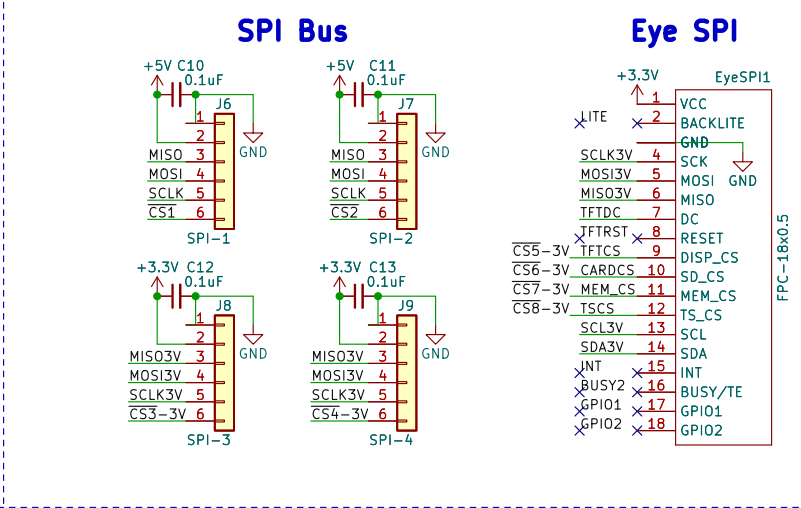 SPI Bus
Eye SPI
+5V C10
0.1uF
J6
1
2
MISO 3
MOSI 4
SCLK 5
CS1 6
GND
SPI-1
+5V C11
0.1uF
J7
1
2
MISO 3
MOSI 4
SCLK 5
CS2 6
GND
SPI-2
+3.3V C12
0.1uF
J8
1
2
MISO3V 3
MOSI3V 4
SCLK3V 5
CS3-3V 6
GND
SPI-3
+3.3V C13
0.1uF
J9
1
2
MISO3V 3
MOSI3V 4
SCLK3V 5
CS4-3V 6
GND
SPI-4
+3.3V
EyeSPI1
1 VCC
LITE 2 BACKLITE
GND
SCLK3V 4 SCK
MOSI3V 5 MOSI
MISO3V 6 MISO
TFTDC 7 DC
TFTRST 8 RESET
CS5-3V TFTCS 9 DISP_CS
CS6-3V CARDCS 10 SD_CS
CS7-3V MEM_CS 11 MEM_CS
CS8-3V TSCS 12 TS_CS
SCL3V 13 SCL
SDA3V 14 SDA
INT 15 INT
BUSY2 16 BUSY/TE
GPIO1 17 GPIO1
GPIO2 18 GPIO2
GND
FPC-18x0.5